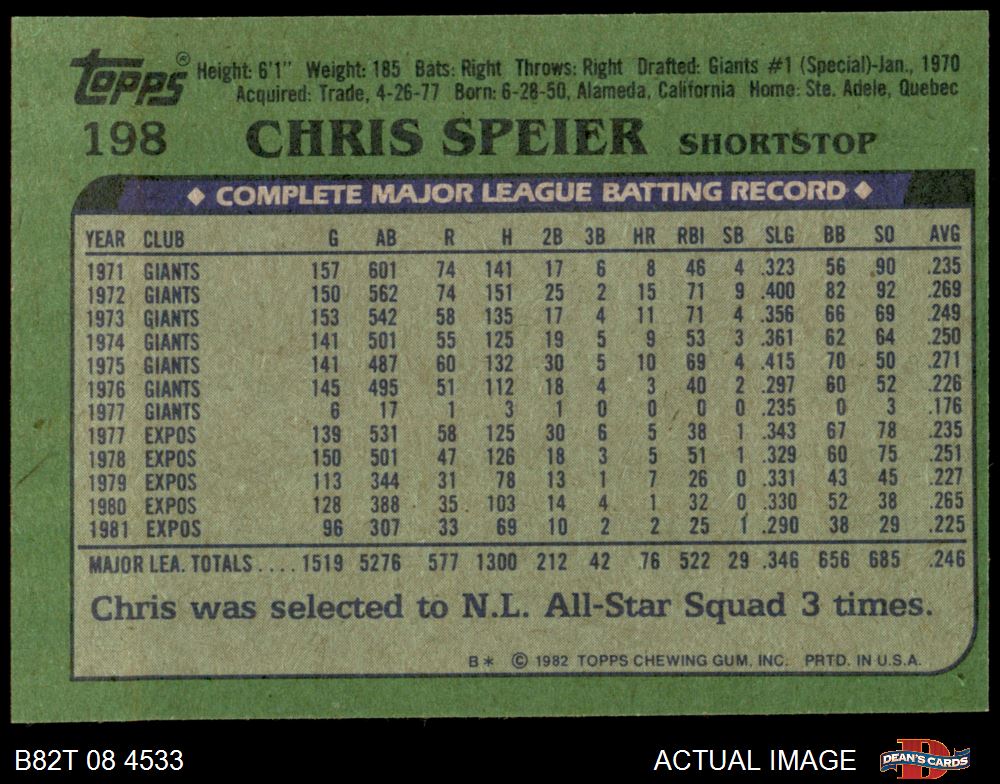 Topps® Height: 6'1" Weight: 185 Bats: Right Throws: Right Drafted: Giants #1 (Special)-Jan., 1970
Acquired: Trade, 4-26-77 Born: 6-28-50, Alameda, California Home: Ste. Adele, Quebec
198 CHRIS SPEIER SHORTSTOP
◆ COMPLETE MAJOR LEAGUE BATTING RECORD ◆
YEAR CLUB G AB R H 2B 3B HR RBI SB SLG BB SO AVG
1971 GIANTS 157 601 74 141 17 6 8 46 4 .323 56 90 .235
1972 GIANTS 150 562 74 151 25 2 15 71 9 .400 82 92 .269
1973 GIANTS 153 542 58 135 17 4 11 71 4 .356 66 69 .249
1974 GIANTS 141 501 55 125 19 5 9 53 3 .361 62 64 .250
1975 GIANTS 141 487 60 132 30 5 10 69 4 .415 70 50 .271
1976 GIANTS 145 495 51 112 18 4 3 40 2 .297 60 52 .226
1977 GIANTS 6 17 1 3 1 0 0 0 0 .235 0 3 .176
1977 EXPOS 139 531 58 125 30 6 5 38 1 .343 67 78 .235
1978 EXPOS 150 501 47 126 18 3 5 51 1 .329 60 75 .251
1979 EXPOS 113 344 31 78 13 1 7 26 0 .331 43 45 .227
1980 EXPOS 128 388 35 103 14 4 1 32 0 .330 52 38 .265
1981 EXPOS 96 307 33 69 10 2 2 25 1 .290 38 29 .225
MAJOR LEA. TOTALS.... 1519 5276 577 1300 212 42 76 522 29 .346 656 685 .246
Chris was selected to N.L. All-Star Squad 3 times.
B* © 1982 TOPPS CHEWING GUM, INC. PRTD. IN U.S.A.
B82T 08 4533 ACTUAL IMAGE DEAN'S CARDS